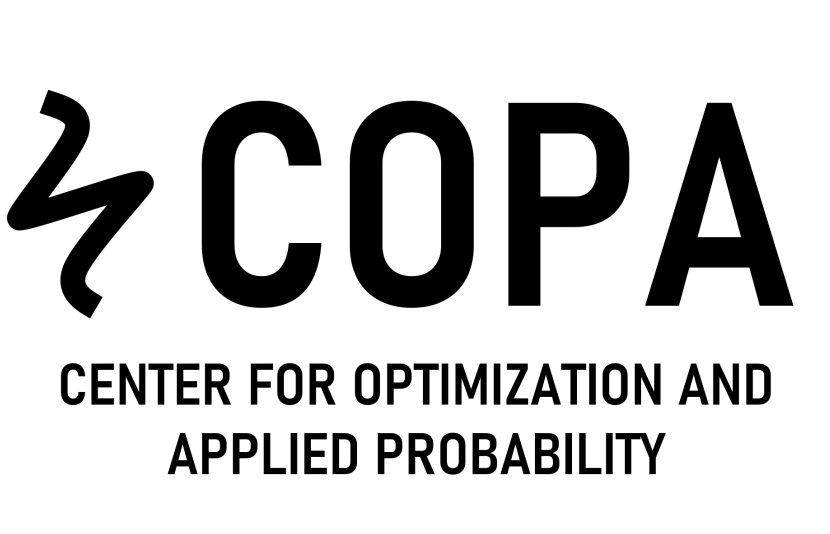 COPA
CENTER FOR OPTIMIZATION AND
APPLIED PROBABILITY